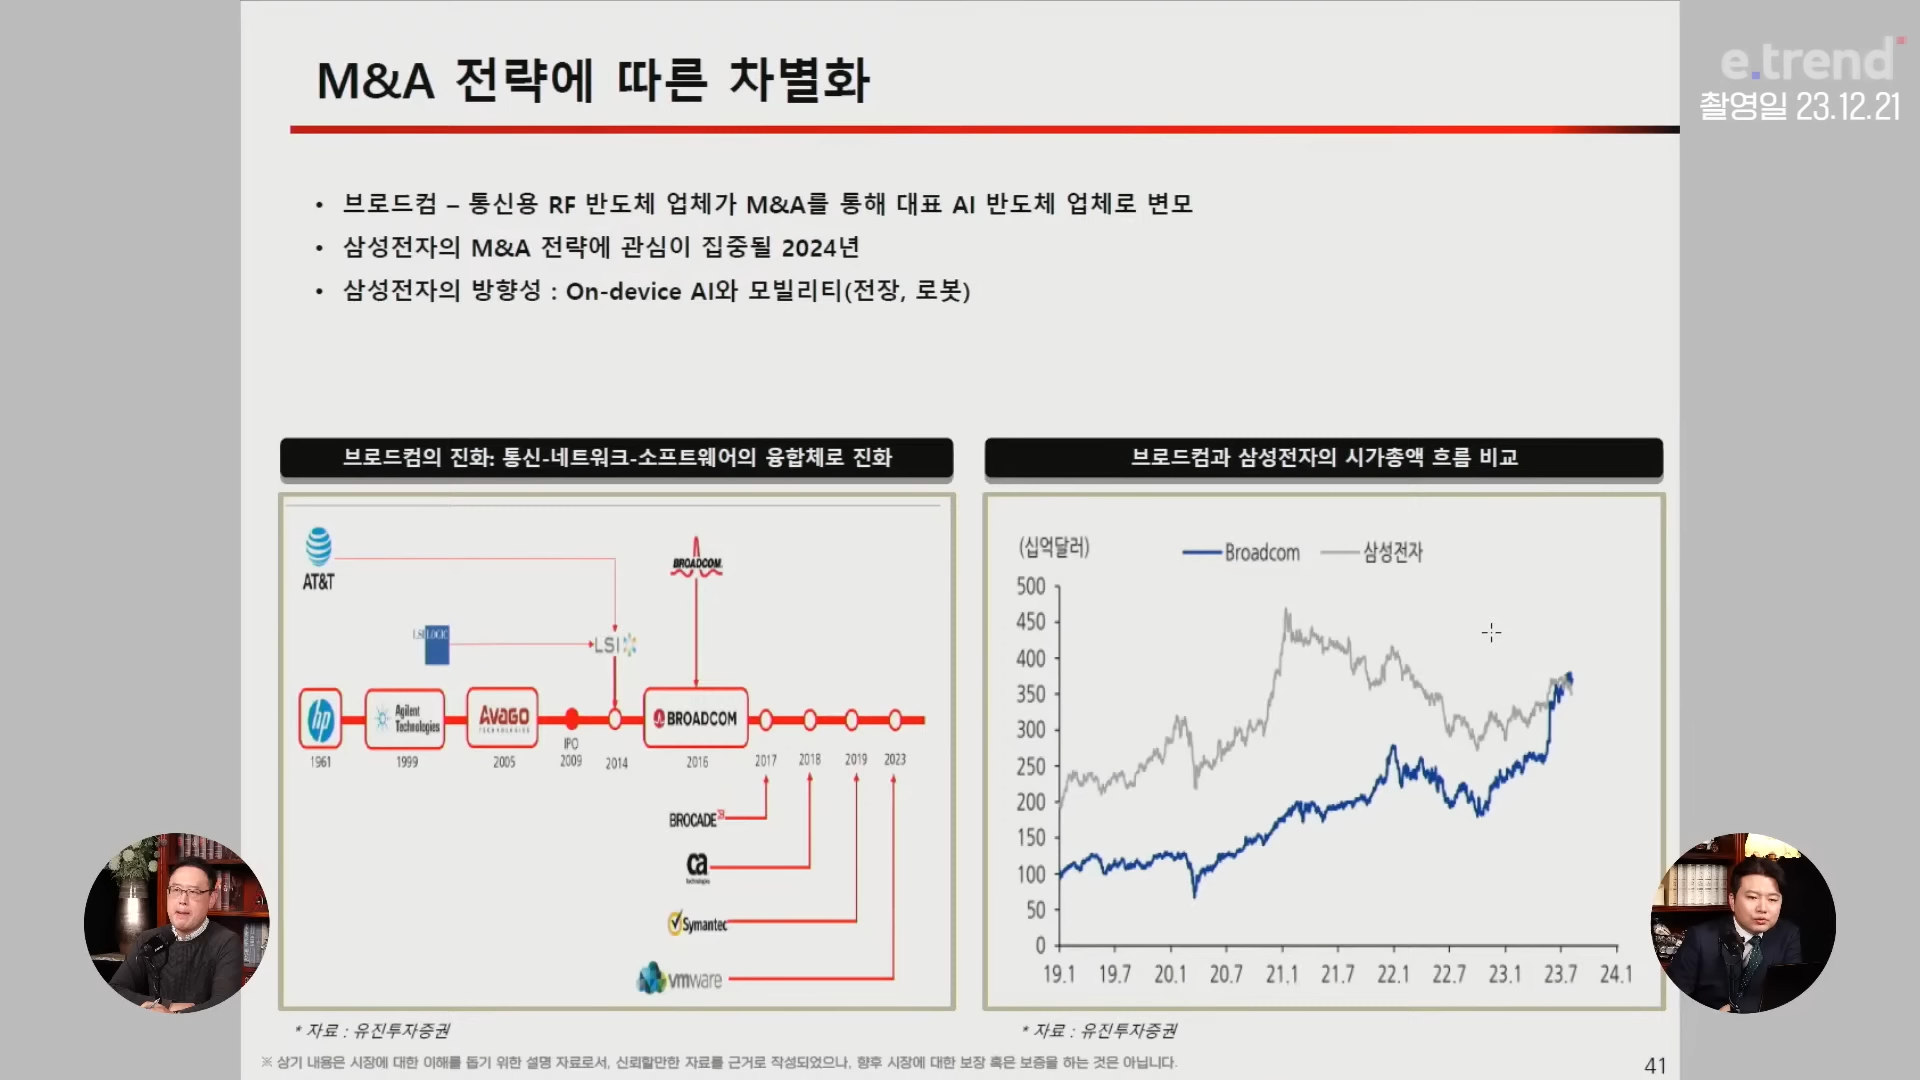 M&A 전략에 따른 차별화
e.trend
촬영일 23.12.21
• 브로드컴 – 통신용 RF 반도체 업체가 M&A를 통해 대표 AI 반도체 업체로 변모
• 삼성전자의 M&A 전략에 관심이 집중될 2024년
• 삼성전자의 방향성 : On-device AI와 모빌리티(전장, 로봇)
브로드컴의 진화: 통신-네트워크-소프트웨어의 융합체로 진화
AT&T
BROADCOM
LSI LOGIC
LSI
hp
Agilent Technologies
AVAGO TECHNOLOGIES
BROADCOM
1961
1999
2005
IPO
2009
2014
2016
2017
2018
2019
2023
BROCADE
ca technologies
Symantec
vmware
* 자료 : 유진투자증권
브로드컴과 삼성전자의 시가총액 흐름 비교
(십억달러)
Broadcom 삼성전자
500
450
400
350
300
250
200
150
100
50
0
19.1 19.7 20.1 20.7 21.1 21.7 22.1 22.7 23.1 23.7 24.1
* 자료 : 유진투자증권
※ 상기 내용은 시장에 대한 이해를 돕기 위한 설명 자료로서, 신뢰할만한 자료를 근거로 작성되었으나, 향후 시장에 대한 보장 혹은 보증을 하는 것은 아닙니다.
41